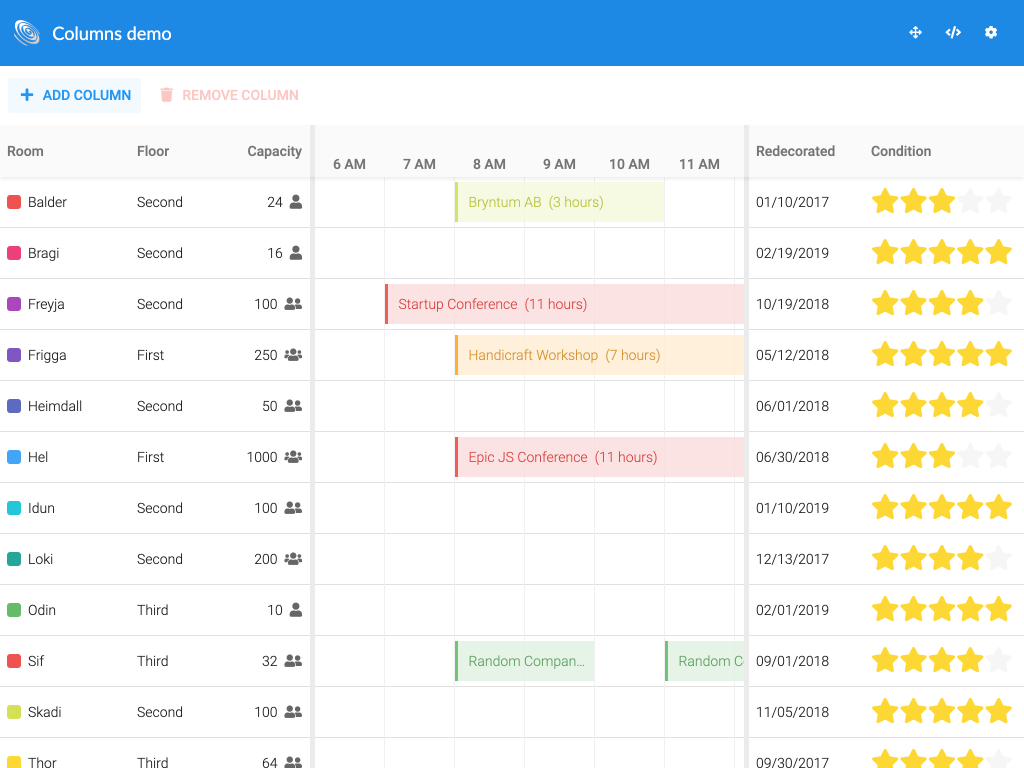 Columns demo
ADD COLUMN REMOVE COLUMN
Room Floor Capacity 6 AM 7 AM 8 AM 9 AM 10 AM 11 AM Redecorated Condition
Balder Second 24 Bryntum AB (3 hours) 01/10/2017
Bragi Second 16 02/19/2019
Freyja Second 100 Startup Conference (11 hours) 10/19/2018
Frigga First 250 Handicraft Workshop (7 hours) 05/12/2018
Heimdall Second 50 06/01/2018
Hel First 1000 Epic JS Conference (11 hours) 06/30/2018
Idun Second 100 01/10/2019
Loki Second 200 12/13/2017
Odin Third 10 02/01/2019
Sif Third 32 Random Compan... Random C 09/01/2018
Skadi Second 100 11/05/2018
Thor Third 64 09/30/2017